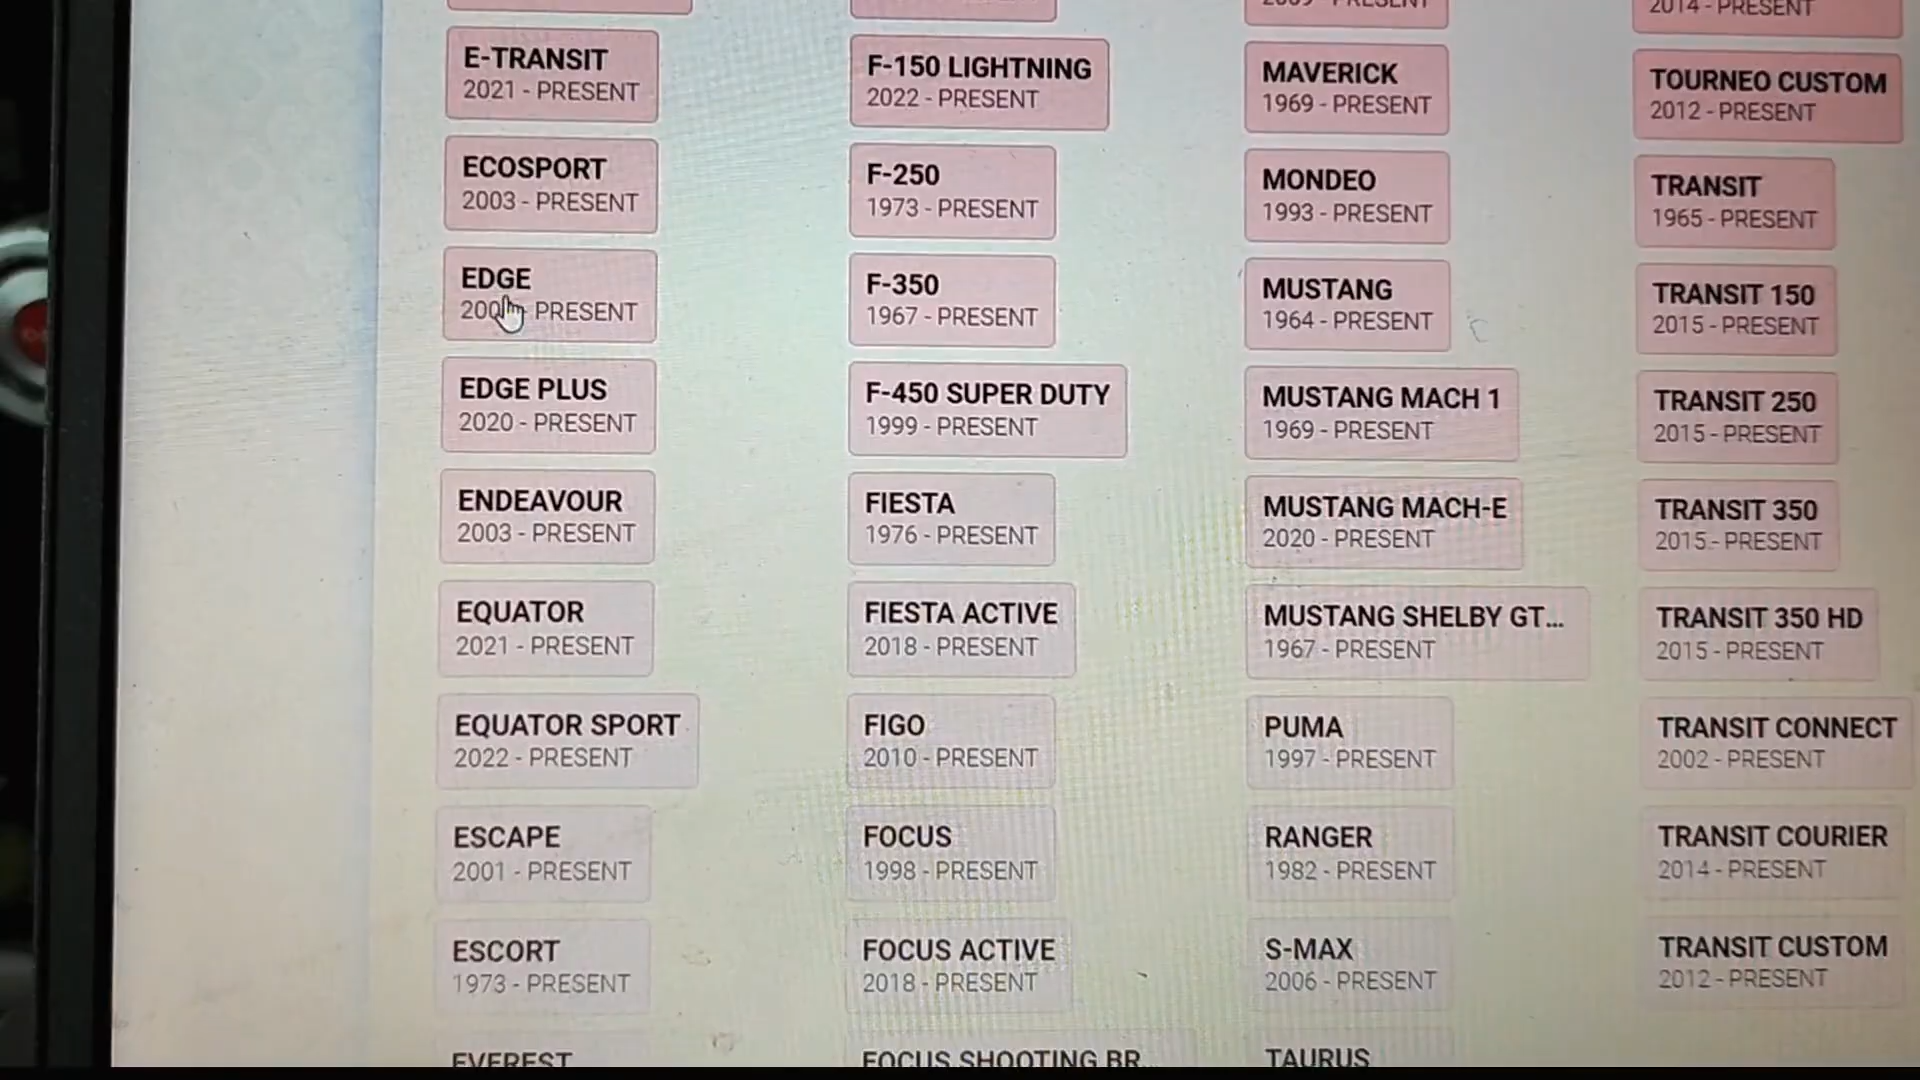 E-TRANSIT
2021 - PRESENT
ECOSPORT
2003 - PRESENT
EDGE
PRESENT
EDGE PLUS
2020 - PRESENT
ENDEAVOUR
2003 - PRESENT
EQUATOR
2021 - PRESENT
EQUATOR SPORT
2022 - PRESENT
ESCAPE
2001 - PRESENT
ESCORT
1973 - PRESENT
EVEREST
F-150 LIGHTNING
2022 - PRESENT
F-250
1973 - PRESENT
F-350
1967 - PRESENT
F-450 SUPER DUTY
1999 - PRESENT
FIESTA
1976 - PRESENT
FIESTA ACTIVE
2018 - PRESENT
FIGO
2010 - PRESENT
FOCUS
1998 - PRESENT
FOCUS ACTIVE
2018 - PRESENT
FOCUS SHOOTING BR...
PRESENT
MAVERICK
1969 - PRESENT
MONDEO
1993 - PRESENT
MUSTANG
1964 - PRESENT
MUSTANG MACH 1
1969 - PRESENT
MUSTANG MACH-E
2020 - PRESENT
MUSTANG SHELBY GT...
1967 - PRESENT
PUMA
1997 - PRESENT
RANGER
1982 - PRESENT
S-MAX
2006 - PRESENT
TAURUS
2014 - PRESENT
TOURNEO CUSTOM
2012 - PRESENT
TRANSIT
1965 - PRESENT
TRANSIT 150
2015 - PRESENT
TRANSIT 250
2015 - PRESENT
TRANSIT 350
2015 - PRESENT
TRANSIT 350 HD
2015 - PRESENT
TRANSIT CONNECT
2002 - PRESENT
TRANSIT COURIER
2014 - PRESENT
TRANSIT CUSTOM
2012 - PRESENT